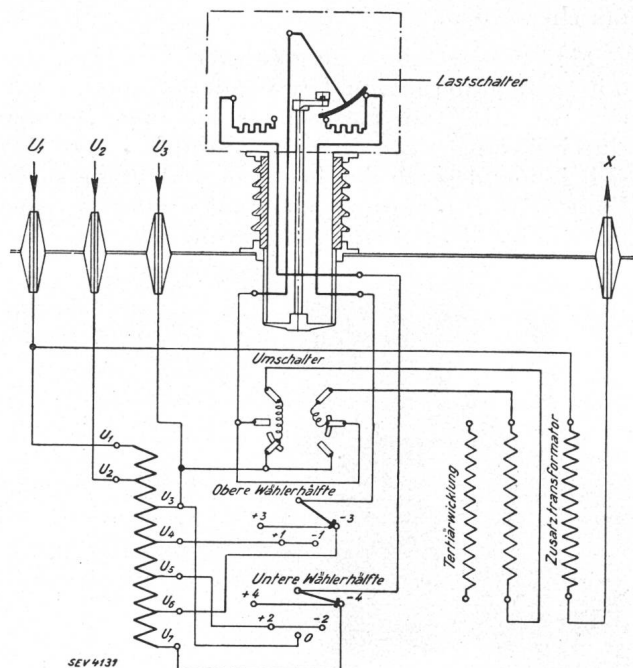 Lastschalter
U₁
U₂
U₃
X
Umschalter
U₁
U₂
U₃
U₄
U₅
U₆
U₇
Obere Wählerhälfte
+3
-3
+1
-1
Untere Wählerhälfte
+4
-4
+2
-2
0
Tertiärwicklung
Zusatztransformator
SEV 4131